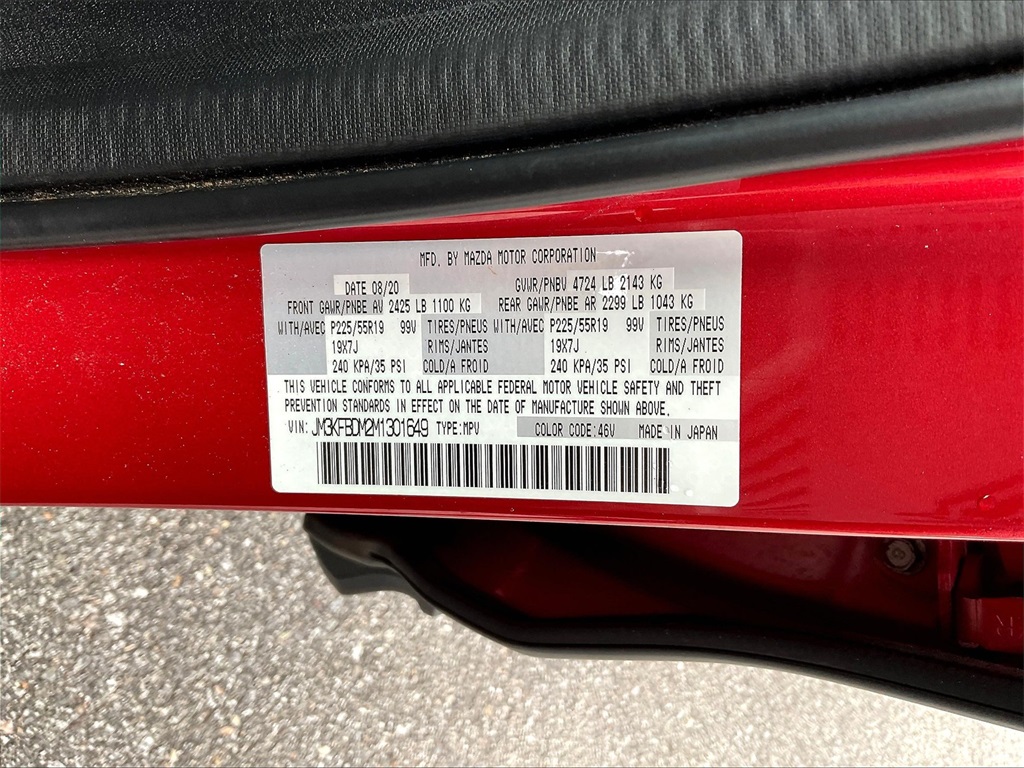 MFD. BY MAZDA MOTOR CORPORATION
DATE 08/20 GVWR/PNBV 4724 LB 2143 KG
FRONT GAWR/PNBE AV 2425 LB 1100 KG REAR GAWR/PNBE AR 2299 LB 1043 KG
WITH/AVEC P225/55R19 99V TIRES/PNEUS WITH/AVEC P225/55R19 99V TIRES/PNEUS
19X7J RIMS/JANTES 19X7J RIMS/JANTES
240 KPA/35 PSI COLD/A FROID 240 KPA/35 PSI COLD/A FROID
THIS VEHICLE CONFORMS TO ALL APPLICABLE FEDERAL MOTOR VEHICLE SAFETY AND THEFT
PREVENTION STANDARDS IN EFFECT ON THE DATE OF MANUFACTURE SHOWN ABOVE.
VIN: JM3KFBDM2M1301649 TYPE:MPV COLOR CODE:46V MADE IN JAPAN